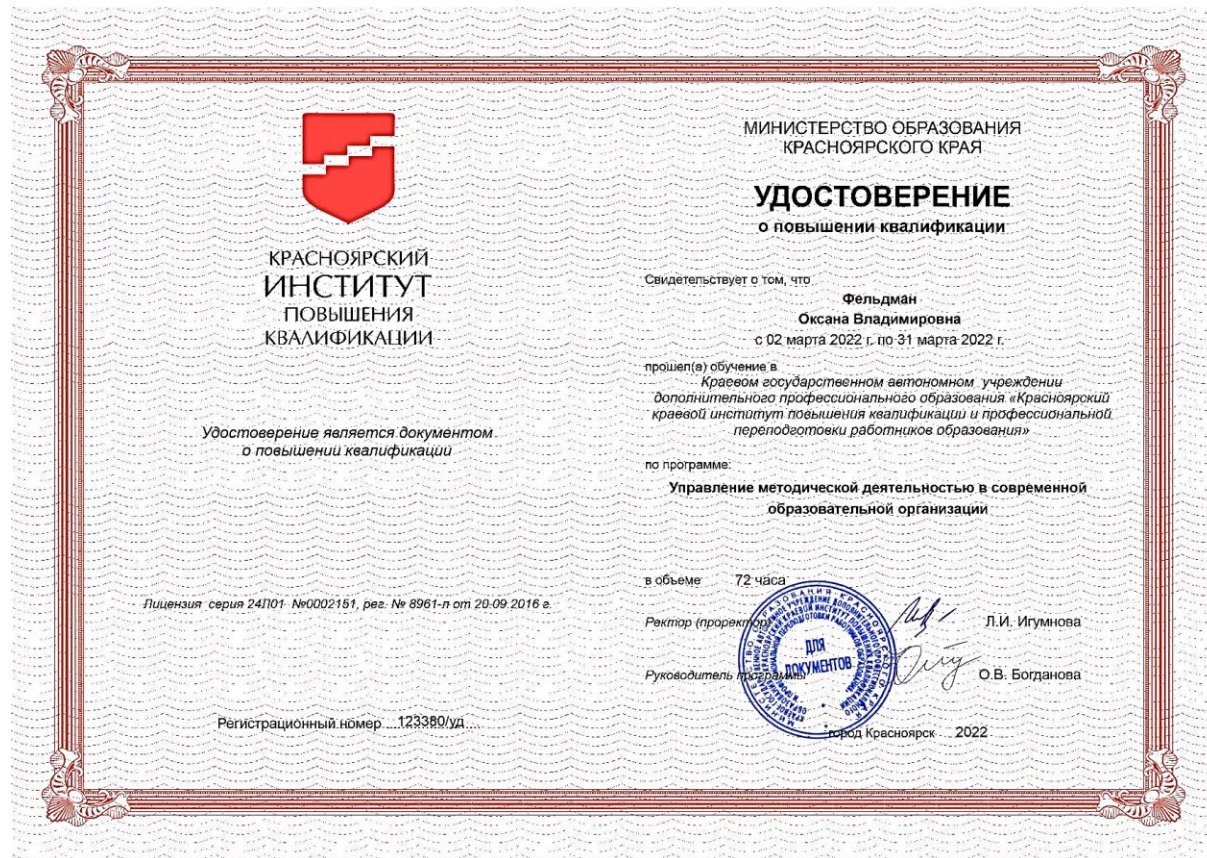 КРАСНОЯРСКИЙ
ИНСТИТУТ
ПОВЫШЕНИЯ
КВАЛИФИКАЦИИ
Удостоверение является документом
о повышении квалификации
Лицензия серия 24Л01 №0002151, рег. № 8961-л от 20.09.2016 г.
Регистрационный номер 123380/уд
МИНИСТЕРСТВО ОБРАЗОВАНИЯ
КРАСНОЯРСКОГО КРАЯ
УДОСТОВЕРЕНИЕ
о повышении квалификации
Свидетельствует о том, что
Фельдман
Оксана Владимировна
с 02 марта 2022 г. по 31 марта 2022 г.
прошел(а) обучение в
Краевом государственном автономном учреждении
дополнительного профессионального образования «Красноярский
краевой институт повышения квалификации и профессиональной
переподготовки работников образования»
по программе:
Управление методической деятельностью в современной
образовательной организации
в объеме 72 часа
Ректор (проректор) Л.И. Игумнова
Руководитель программы О.В. Богданова
город Красноярск 2022
ДЛЯ
ДОКУМЕНТОВ